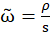 ω̃ = ρ/s